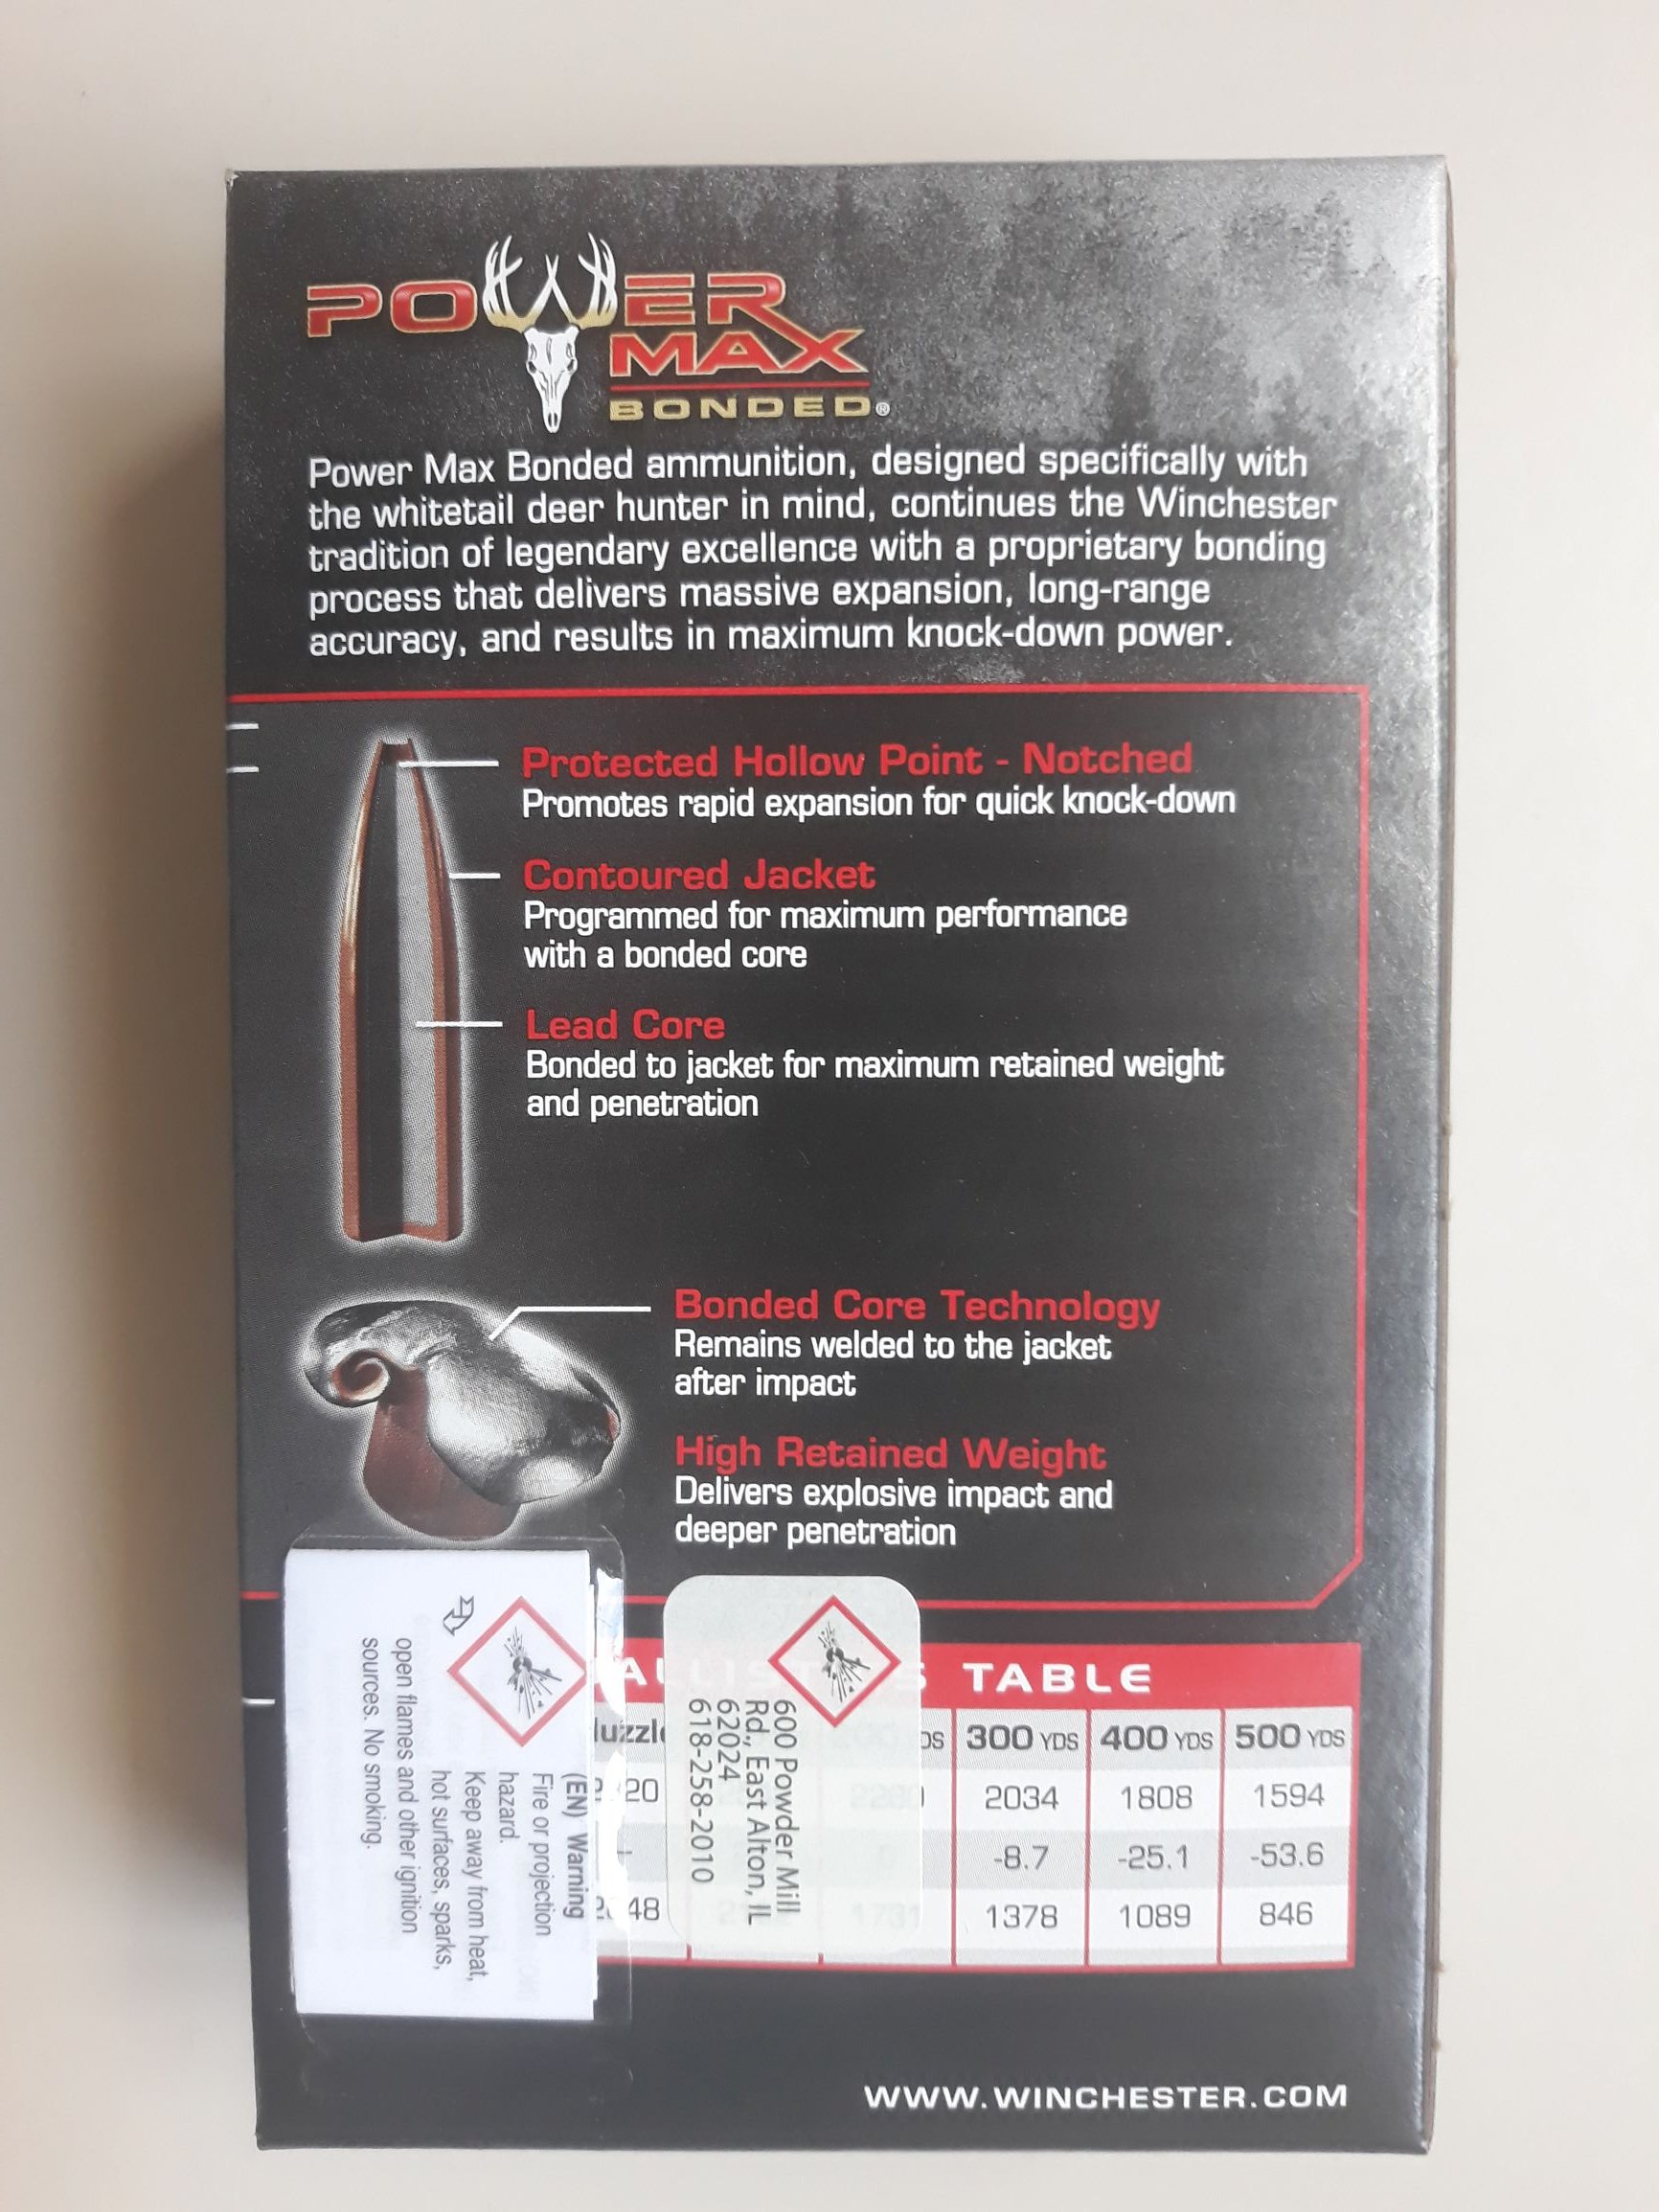 POWER
MAX
BONDED®
Power Max Bonded ammunition, designed specifically with
the whitetail deer hunter in mind, continues the Winchester
tradition of legendary excellence with a proprietary bonding
process that delivers massive expansion, long-range
accuracy, and results in maximum knock-down power.
Protected Hollow Point - Notched
Promotes rapid expansion for quick knock-down
Contoured Jacket
Programmed for maximum performance
with a bonded core
Lead Core
Bonded to jacket for maximum retained weight
and penetration
Bonded Core Technology
Remains welded to the jacket
after impact
High Retained Weight
Delivers explosive impact and
deeper penetration
TABLE
300 YDS 400 YDS 500 YDS
2034 1808 1594
-8.7 -25.1 -53.6
1378 1089 846
(EN) Warning
Fire or projection
hazard.
Keep away from heat,
hot surfaces, sparks,
open flames and other ignition
sources. No smoking.
600 Powder Mill
Rd., East Alton, IL
62024
618-258-2010
WWW.WINCHESTER.COM